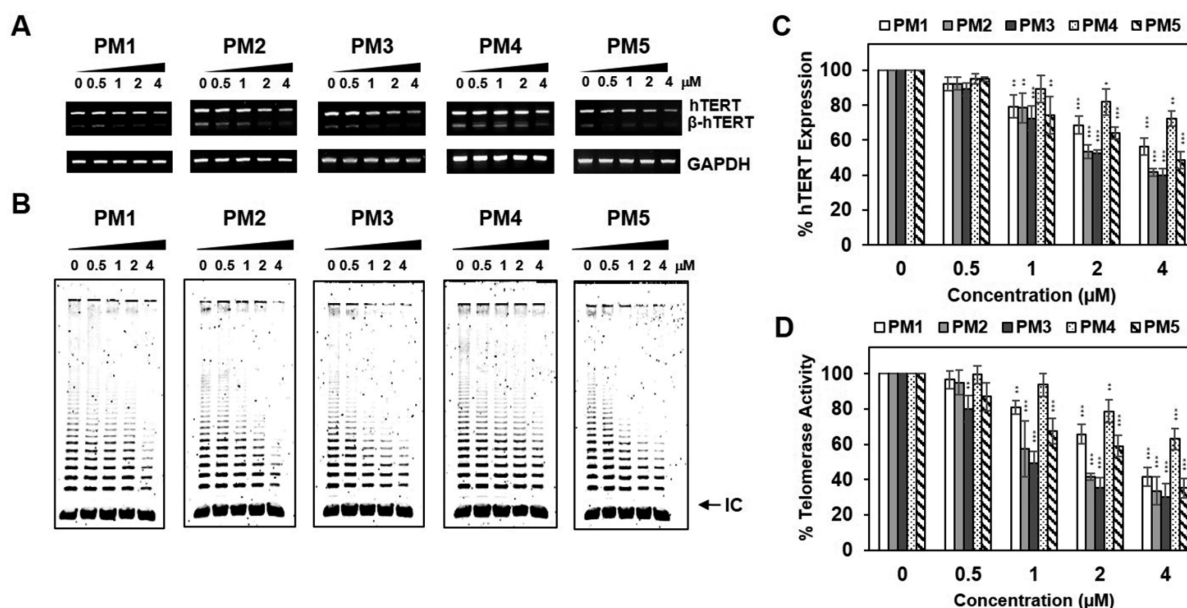 A
PM1 PM2 PM3 PM4 PM5
0 0.5 1 2 4 0 0.5 1 2 4 0 0.5 1 2 4 0 0.5 1 2 4 0 0.5 1 2 4 μM
hTERT
β-hTERT
GAPDH
B
PM1 PM2 PM3 PM4 PM5
0 0.5 1 2 4 0 0.5 1 2 4 0 0.5 1 2 4 0 0.5 1 2 4 0 0.5 1 2 4 μM
IC
C
PM1 PM2 PM3 PM4 PM5
% hTERT Expression
100
80
60
40
20
0
0 0.5 1 2 4
Concentration (μM)
D
PM1 PM2 PM3 PM4 PM5
% Telomerase Activity
100
80
60
40
20
0
0 0.5 1 2 4
Concentration (μM)